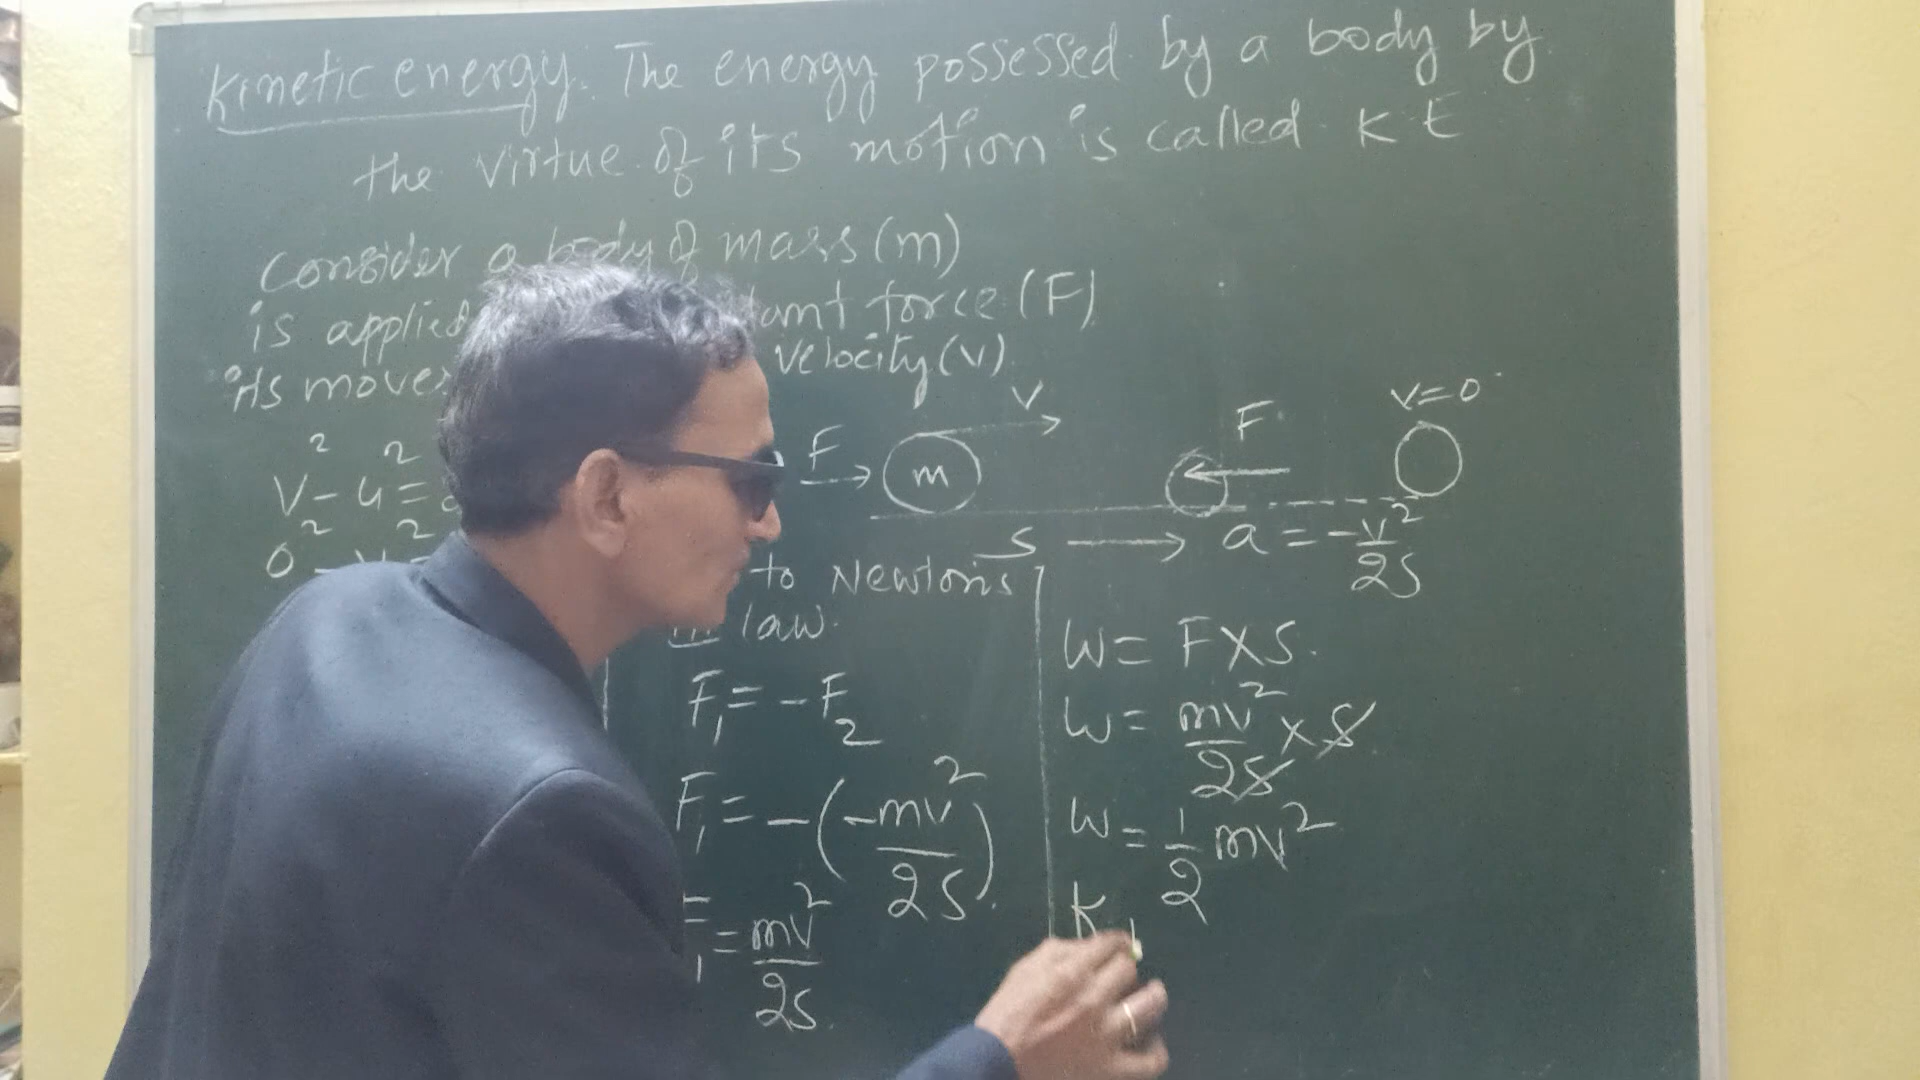 Kinetic energy. The energy possessed by a body by
the virtue of its motion is called K E
Consider a body of mass (m)
is applied force (F).
its moves velocity (v).
F
m
v
F
v=0
v² - u² =
0² -
S
a = -v²/2S
to Newton's
III law.
F₁ = -F₂
F₁ = -(-mv²/2S).
F₁ = mv²/2S.
W = F×S.
W = mv²/2S × S
W = 1/2 mv²
K